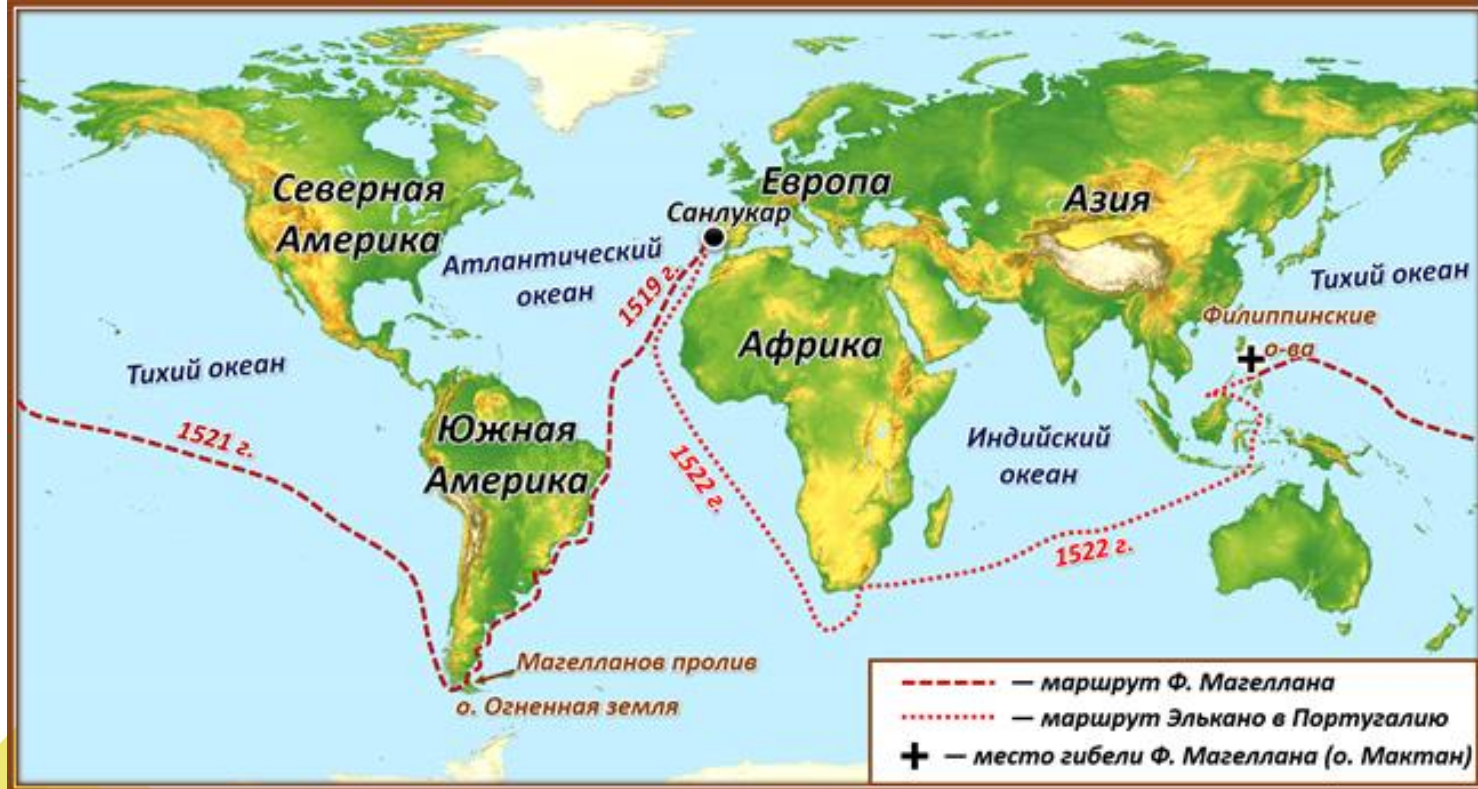 Северная
Америка
Европа
Азия
Санлукар
Атлантический
океан
1519 г.
Тихий океан
Филиппинские
о-ва
Африка
Тихий океан
Южная
Америка
1521 г.
Индийский
океан
1522 г.
1522 г.
Магелланов пролив
о. Огненная земля
— маршрут Ф. Магеллана
— маршрут Элькано в Португалию
— место гибели Ф. Магеллана (о. Мактан)